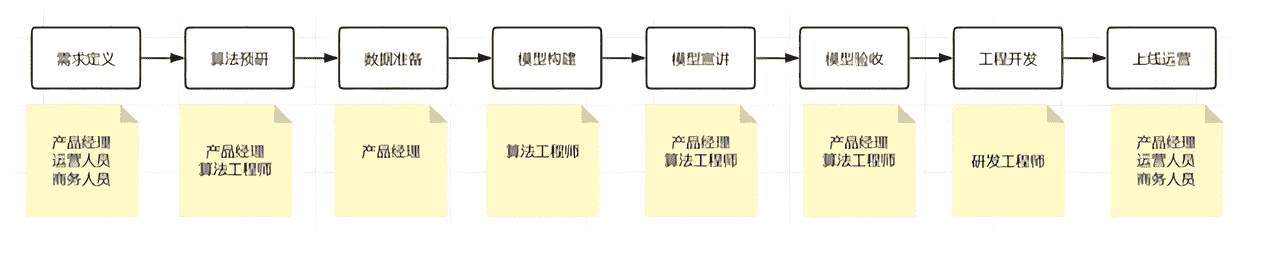 需求定义
算法预研
数据准备
模型构建
模型宣讲
模型验收
工程开发
上线运营
产品经理
运营人员
商务人员
产品经理
算法工程师
产品经理
算法工程师
产品经理
算法工程师
产品经理
算法工程师
研发工程师
产品经理
运营人员
商务人员